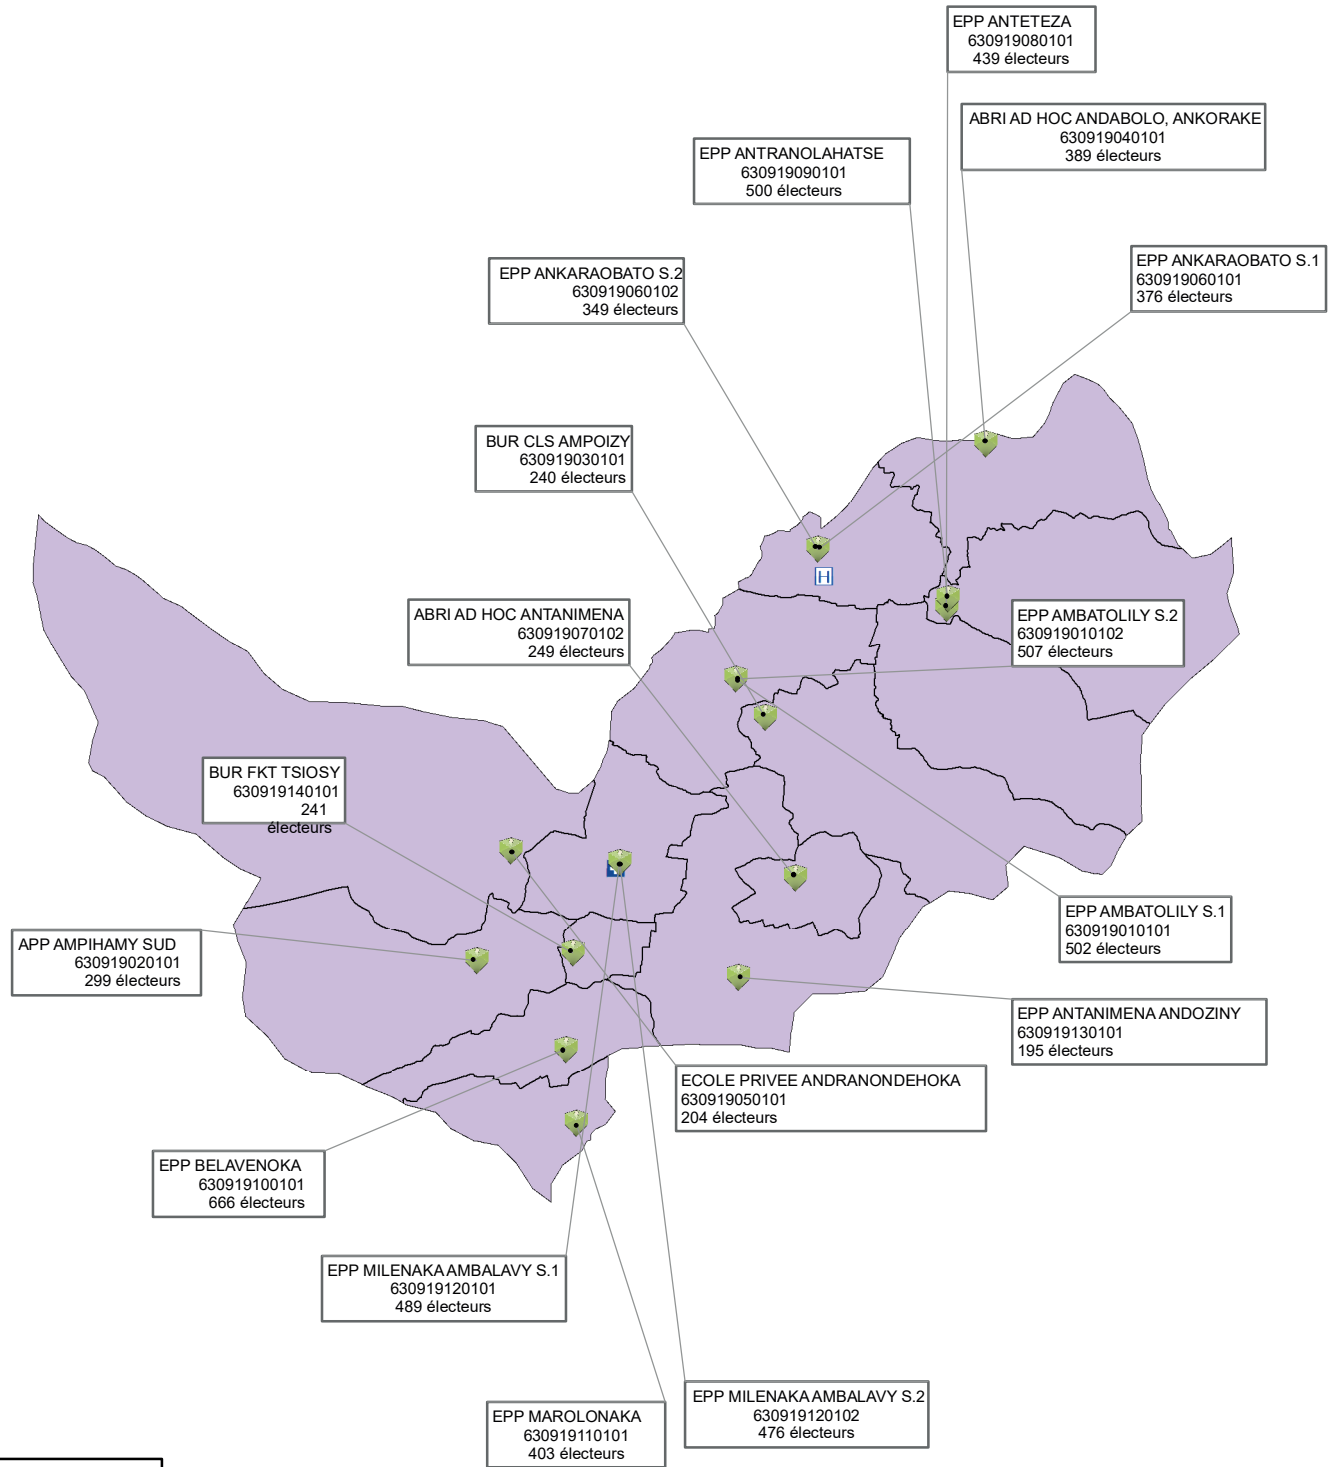 EPP ANTETEZA
630919080101
439 électeurs
ABRI AD HOC ANDABOLO, ANKORAKE
630919040101
389 électeurs
EPP ANTRANOLAHATSE
630919090101
500 électeurs
EPP ANKARAOBATO S.1
630919060101
376 électeurs
EPP ANKARAOBATO S.2
630919060102
349 électeurs
BUR CLS AMPOIZY
630919030101
240 électeurs
H
ABRI AD HOC ANTANIMENA
630919070102
249 électeurs
EPP AMBATOLILY S.2
630919010102
507 électeurs
BUR FKT TSIOSY
630919140101
241
électeurs
EPP AMBATOLILY S.1
630919010101
502 électeurs
APP AMPIHAMY SUD
630919020101
299 électeurs
EPP ANTANIMENA ANDOZINY
630919130101
195 électeurs
ECOLE PRIVEE ANDRANONDEHOKA
630919050101
204 électeurs
EPP BELAVENOKA
630919100101
666 électeurs
EPP MILENAKA AMBALAVY S.1
630919120101
489 électeurs
EPP MILENAKA AMBALAVY S.2
630919120102
476 électeurs
EPP MAROLONAKA
630919110101
403 électeurs